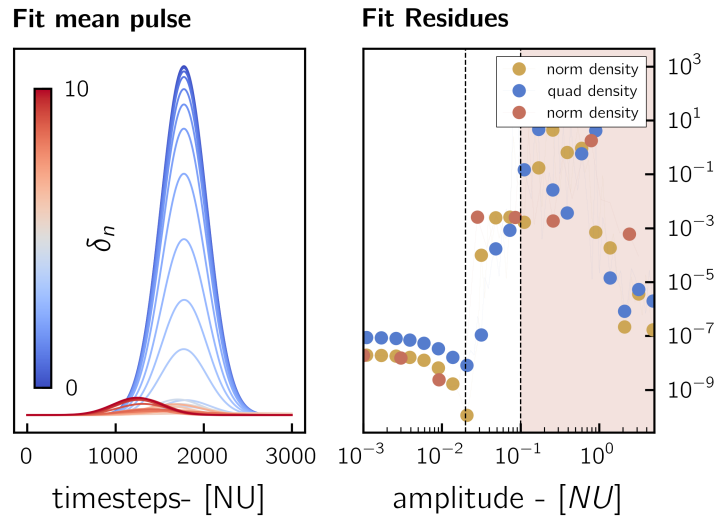 Fit mean pulse
10
δn
0
0 1000 2000 3000
timesteps- [NU]
Fit Residues
norm density
quad density
norm density
10^3
10^1
10^-1
10^-3
10^-5
10^-7
10^-9
10^-3 10^-2 10^-1 10^0
amplitude - [NU]